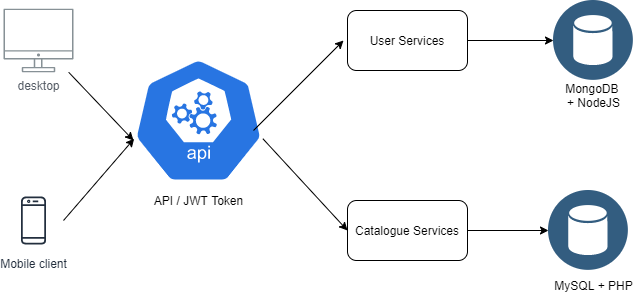 desktop
Mobile client
api
API / JWT Token
User Services
Catalogue Services
MongoDB
+ NodeJS
MySQL + PHP